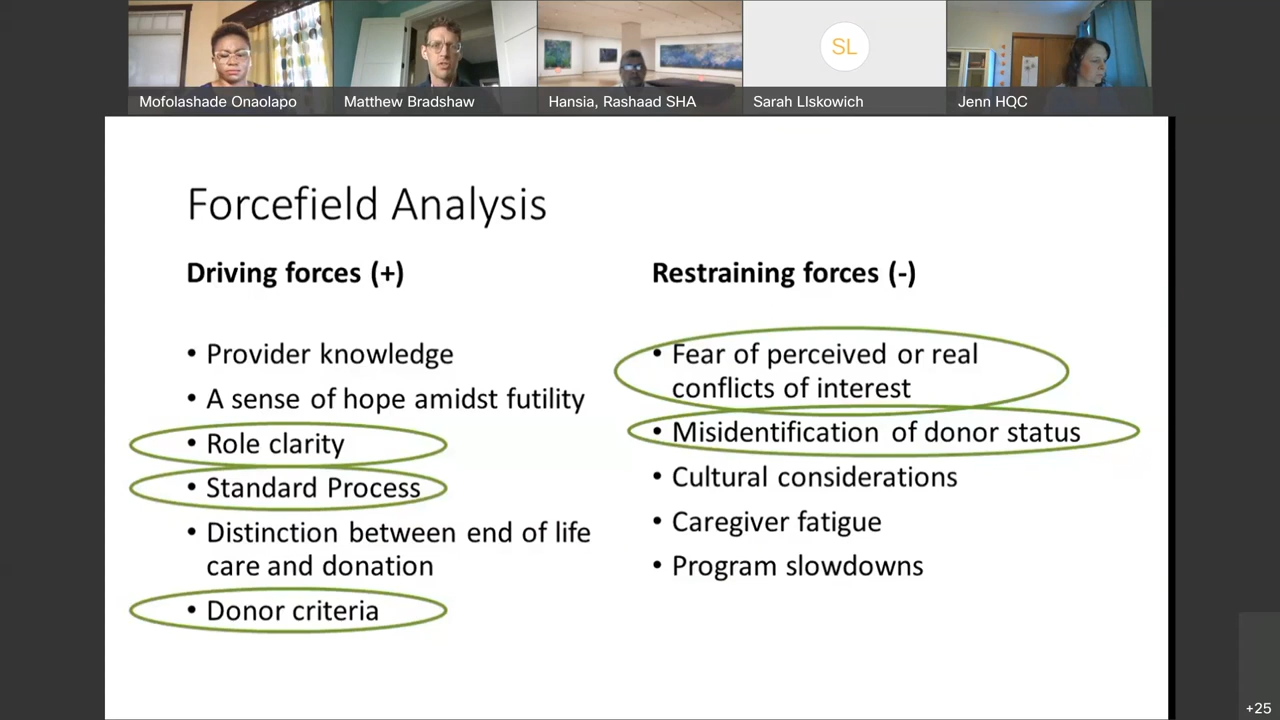 Mofolashade Onaolapo
Matthew Bradshaw
Hansia, Rashaad SHA
SL
Sarah LIskowich
Jenn HQC
Forcefield Analysis
Driving forces (+)
• Provider knowledge
• A sense of hope amidst futility
• Role clarity
• Standard Process
• Distinction between end of life
care and donation
• Donor criteria
Restraining forces (-)
• Fear of perceived or real
conflicts of interest
• Misidentification of donor status
• Cultural considerations
• Caregiver fatigue
• Program slowdowns
+25